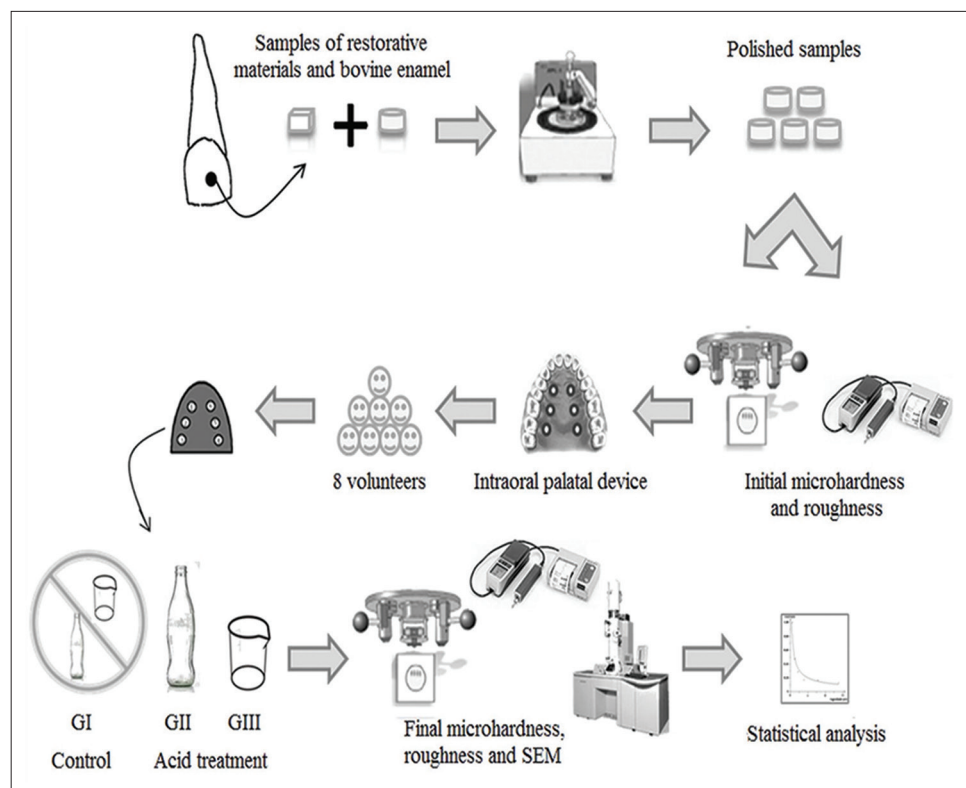 Samples of restorative
materials and bovine enamel
Polished samples
8 volunteers
Intraoral palatal device
Initial microhardness
and roughness
GI
GII
GIII
Control
Acid treatment
Final microhardness,
roughness and SEM
Statistical analysis